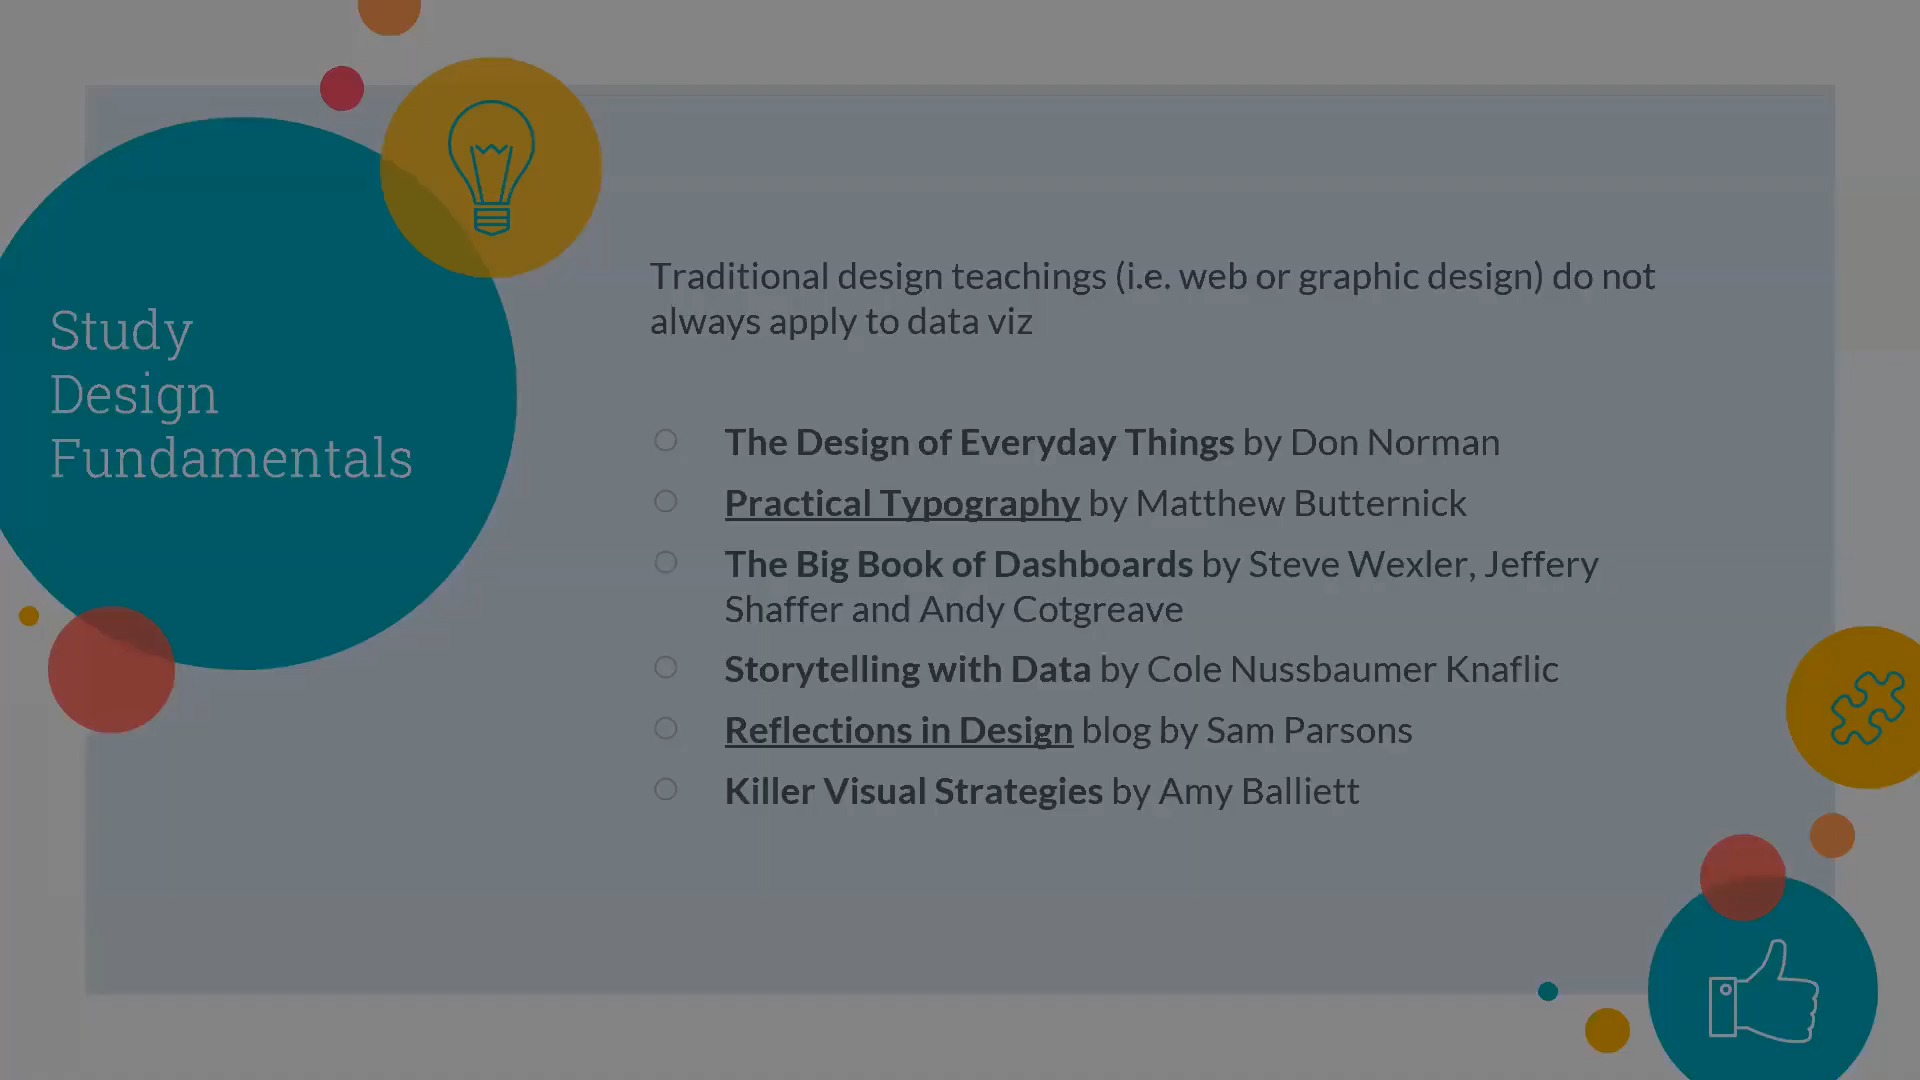 Study
Design
Fundamentals
Traditional design teachings (i.e. web or graphic design) do not
always apply to data viz
The Design of Everyday Things by Don Norman
Practical Typography by Matthew Butternick
The Big Book of Dashboards by Steve Wexler, Jeffery
Shaffer and Andy Cotgreave
Storytelling with Data by Cole Nussbaumer Knaflic
Reflections in Design blog by Sam Parsons
Killer Visual Strategies by Amy Balliett